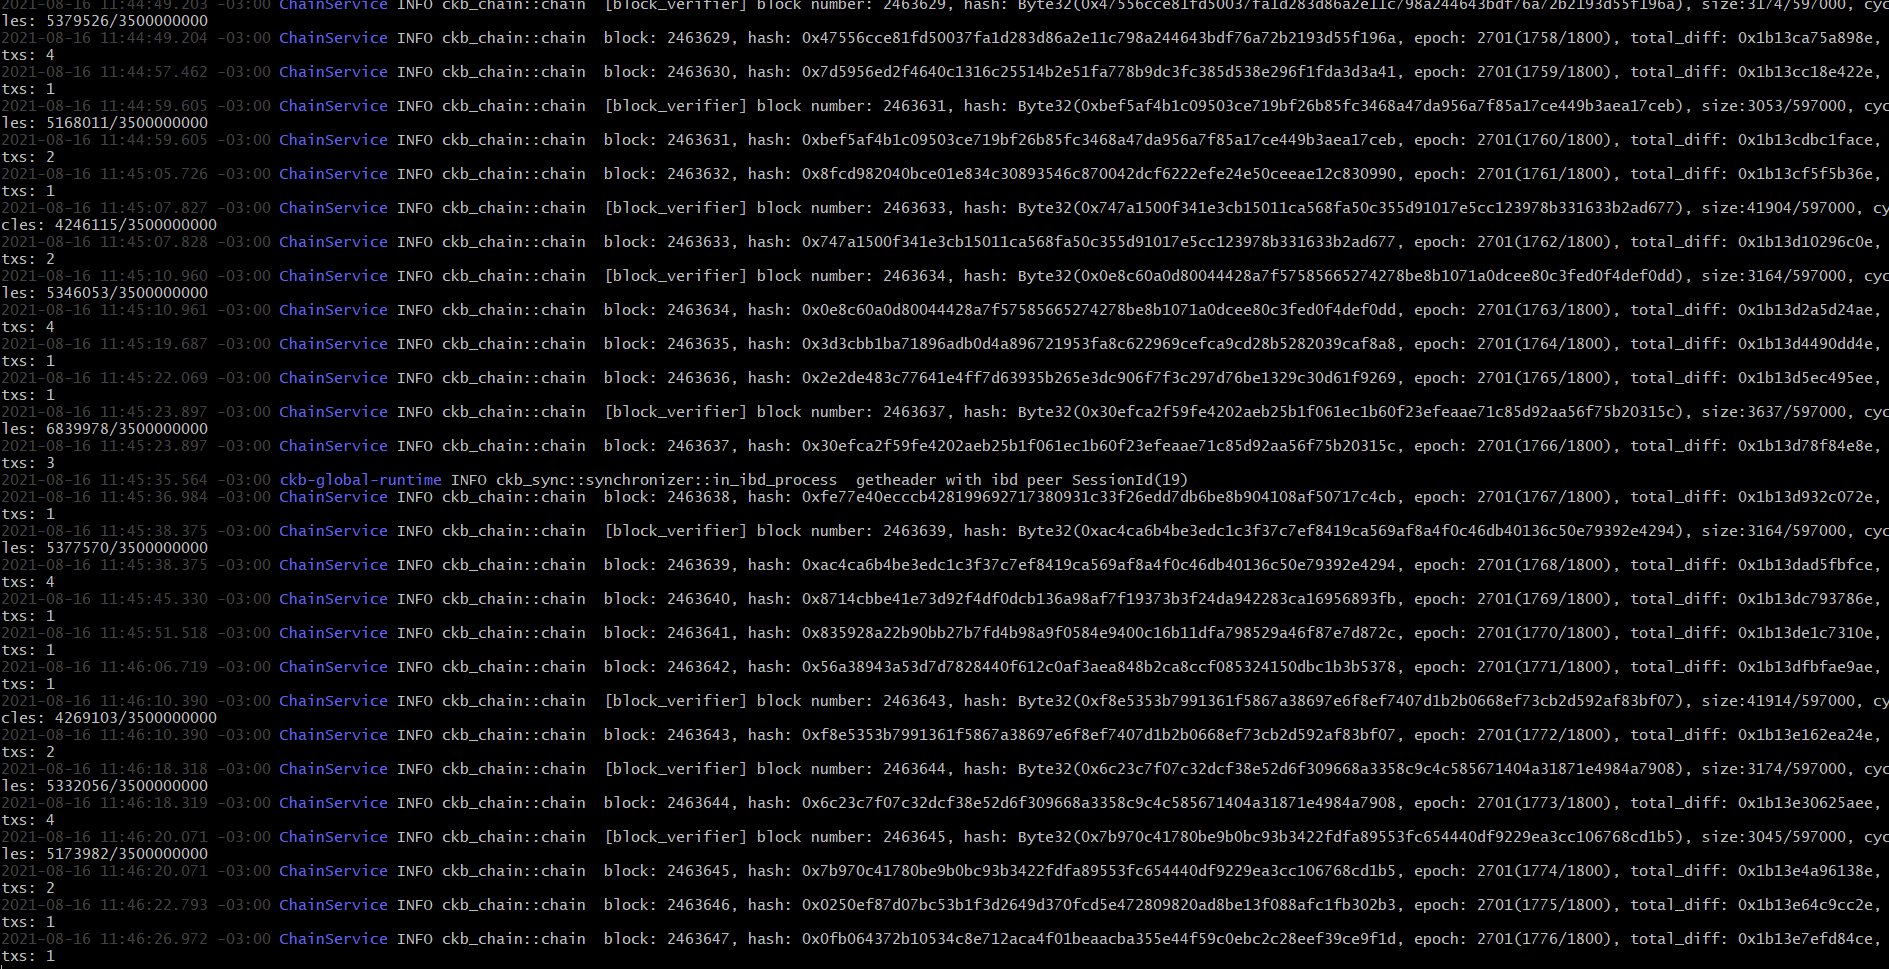 2021-08-16 11:44:49.203 -03:00 ChainService INFO ckb_chain::chain  [block_verifier] block number: 2463629, hash: Byte32(0x47556cce81fd50037fa1d283d86a2e11c798a244643bdf76a72b2193d55f196a), size:3174/597000, cyc
les: 5379526/3500000000
2021-08-16 11:44:49.204 -03:00 ChainService INFO ckb_chain::chain  block: 2463629, hash: 0x47556cce81fd50037fa1d283d86a2e11c798a244643bdf76a72b2193d55f196a, epoch: 2701(1758/1800), total_diff: 0x1b13ca75a898e,
txs: 4
2021-08-16 11:44:57.462 -03:00 ChainService INFO ckb_chain::chain  block: 2463630, hash: 0x7d5956ed2f4640c1316c25514b2e51fa778b9dc3fc385d538e296f1fda3d3a41, epoch: 2701(1759/1800), total_diff: 0x1b13cc18e422e,
txs: 1
2021-08-16 11:44:59.605 -03:00 ChainService INFO ckb_chain::chain  [block_verifier] block number: 2463631, hash: Byte32(0xbef5af4b1c09503ce719bf26b85fc3468a47da956a7f85a17ce449b3aea17ceb), size:3053/597000, cyc
les: 5168011/3500000000
2021-08-16 11:44:59.605 -03:00 ChainService INFO ckb_chain::chain  block: 2463631, hash: 0xbef5af4b1c09503ce719bf26b85fc3468a47da956a7f85a17ce449b3aea17ceb, epoch: 2701(1760/1800), total_diff: 0x1b13cdbc1face,
txs: 2
2021-08-16 11:45:05.726 -03:00 ChainService INFO ckb_chain::chain  block: 2463632, hash: 0x8fcd982040bce01e834c30893546c870042dcf6222efe24e50ceeae12c830990, epoch: 2701(1761/1800), total_diff: 0x1b13cf5f5b36e,
txs: 1
2021-08-16 11:45:07.827 -03:00 ChainService INFO ckb_chain::chain  [block_verifier] block number: 2463633, hash: Byte32(0x747a1500f341e3cb15011ca568fa50c355d91017e5cc123978b331633b2ad677), size:41904/597000, cy
cles: 4246115/3500000000
2021-08-16 11:45:07.828 -03:00 ChainService INFO ckb_chain::chain  block: 2463633, hash: 0x747a1500f341e3cb15011ca568fa50c355d91017e5cc123978b331633b2ad677, epoch: 2701(1762/1800), total_diff: 0x1b13d10296c0e,
txs: 2
2021-08-16 11:45:10.960 -03:00 ChainService INFO ckb_chain::chain  [block_verifier] block number: 2463634, hash: Byte32(0x0e8c60a0d80044428a7f57585665274278be8b1071a0dcee80c3fed0f4def0dd), size:3164/597000, cyc
les: 5346053/3500000000
2021-08-16 11:45:10.961 -03:00 ChainService INFO ckb_chain::chain  block: 2463634, hash: 0x0e8c60a0d80044428a7f57585665274278be8b1071a0dcee80c3fed0f4def0dd, epoch: 2701(1763/1800), total_diff: 0x1b13d2a5d24ae,
txs: 4
2021-08-16 11:45:19.687 -03:00 ChainService INFO ckb_chain::chain  block: 2463635, hash: 0x3d3cbb1ba71896adb0d4a896721953fa8c622969cefca9cd28b5282039caf8a8, epoch: 2701(1764/1800), total_diff: 0x1b13d4490dd4e,
txs: 1
2021-08-16 11:45:22.069 -03:00 ChainService INFO ckb_chain::chain  block: 2463636, hash: 0x2e2de483c77641e4ff7d63935b265e3dc906f7f3c297d76be1329c30d61f9269, epoch: 2701(1765/1800), total_diff: 0x1b13d5ec495ee,
txs: 1
2021-08-16 11:45:23.897 -03:00 ChainService INFO ckb_chain::chain  [block_verifier] block number: 2463637, hash: Byte32(0x30efca2f59fe4202aeb25b1f061ec1b60f23efeaae71c85d92aa56f75b20315c), size:3637/597000, cyc
les: 6839978/3500000000
2021-08-16 11:45:23.897 -03:00 ChainService INFO ckb_chain::chain  block: 2463637, hash: 0x30efca2f59fe4202aeb25b1f061ec1b60f23efeaae71c85d92aa56f75b20315c, epoch: 2701(1766/1800), total_diff: 0x1b13d78f84e8e,
txs: 3
2021-08-16 11:45:35.564 -03:00 ckb-global-runtime INFO ckb_sync::synchronizer::in_ibd_process  getheader with ibd peer SessionId(19)
2021-08-16 11:45:36.984 -03:00 ChainService INFO ckb_chain::chain  block: 2463638, hash: 0xfe77e40ecccb428199692717380931c33f26edd7db6be8b904108af50717c4cb, epoch: 2701(1767/1800), total_diff: 0x1b13d932c072e,
txs: 1
2021-08-16 11:45:38.375 -03:00 ChainService INFO ckb_chain::chain  [block_verifier] block number: 2463639, hash: Byte32(0xac4ca6b4be3edc1c3f37c7ef8419ca569af8a4f0c46db40136c50e79392e4294), size:3164/597000, cyc
les: 5377570/3500000000
2021-08-16 11:45:38.375 -03:00 ChainService INFO ckb_chain::chain  block: 2463639, hash: 0xac4ca6b4be3edc1c3f37c7ef8419ca569af8a4f0c46db40136c50e79392e4294, epoch: 2701(1768/1800), total_diff: 0x1b13dad5fbfce,
txs: 4
2021-08-16 11:45:45.330 -03:00 ChainService INFO ckb_chain::chain  block: 2463640, hash: 0x8714cbbe41e73d92f4df0dcb136a98af7f19373b3f24da942283ca16956893fb, epoch: 2701(1769/1800), total_diff: 0x1b13dc793786e,
txs: 1
2021-08-16 11:45:51.518 -03:00 ChainService INFO ckb_chain::chain  block: 2463641, hash: 0x835928a22b90bb27b7fd4b98a9f0584e9400c16b11dfa798529a46f87e7d872c, epoch: 2701(1770/1800), total_diff: 0x1b13de1c7310e,
txs: 1
2021-08-16 11:46:06.719 -03:00 ChainService INFO ckb_chain::chain  block: 2463642, hash: 0x56a38943a53d7d7828440f612c0af3aea848b2ca8ccf085324150dbc1b3b5378, epoch: 2701(1771/1800), total_diff: 0x1b13dfbfae9ae,
txs: 1
2021-08-16 11:46:10.390 -03:00 ChainService INFO ckb_chain::chain  [block_verifier] block number: 2463643, hash: Byte32(0xf8e5353b7991361f5867a38697e6f8ef7407d1b2b0668ef73cb2d592af83bf07), size:41914/597000, cy
cles: 4269103/3500000000
2021-08-16 11:46:10.390 -03:00 ChainService INFO ckb_chain::chain  block: 2463643, hash: 0xf8e5353b7991361f5867a38697e6f8ef7407d1b2b0668ef73cb2d592af83bf07, epoch: 2701(1772/1800), total_diff: 0x1b13e162ea24e,
txs: 2
2021-08-16 11:46:18.318 -03:00 ChainService INFO ckb_chain::chain  [block_verifier] block number: 2463644, hash: Byte32(0x6c23c7f07c32dcf38e52d6f309668a3358c9c4c585671404a31871e4984a7908), size:3174/597000, cyc
les: 5332056/3500000000
2021-08-16 11:46:18.319 -03:00 ChainService INFO ckb_chain::chain  block: 2463644, hash: 0x6c23c7f07c32dcf38e52d6f309668a3358c9c4c585671404a31871e4984a7908, epoch: 2701(1773/1800), total_diff: 0x1b13e30625aee,
txs: 4
2021-08-16 11:46:20.071 -03:00 ChainService INFO ckb_chain::chain  [block_verifier] block number: 2463645, hash: Byte32(0x7b970c41780be9b0bc93b3422fdfa89553fc654440df9229ea3cc106768cd1b5), size:3045/597000, cyc
les: 5173982/3500000000
2021-08-16 11:46:20.071 -03:00 ChainService INFO ckb_chain::chain  block: 2463645, hash: 0x7b970c41780be9b0bc93b3422fdfa89553fc654440df9229ea3cc106768cd1b5, epoch: 2701(1774/1800), total_diff: 0x1b13e4a96138e,
txs: 2
2021-08-16 11:46:22.793 -03:00 ChainService INFO ckb_chain::chain  block: 2463646, hash: 0x0250ef87d07bc53b1f3d2649d370fcd5e472809820ad8be13f088afc1fb302b3, epoch: 2701(1775/1800), total_diff: 0x1b13e64c9cc2e,
txs: 1
2021-08-16 11:46:26.972 -03:00 ChainService INFO ckb_chain::chain  block: 2463647, hash: 0x0fb064372b10534c8e712aca4f01beaacba355e44f59c0ebc2c28eef39ce9f1d, epoch: 2701(1776/1800), total_diff: 0x1b13e7efd84ce,
txs: 1